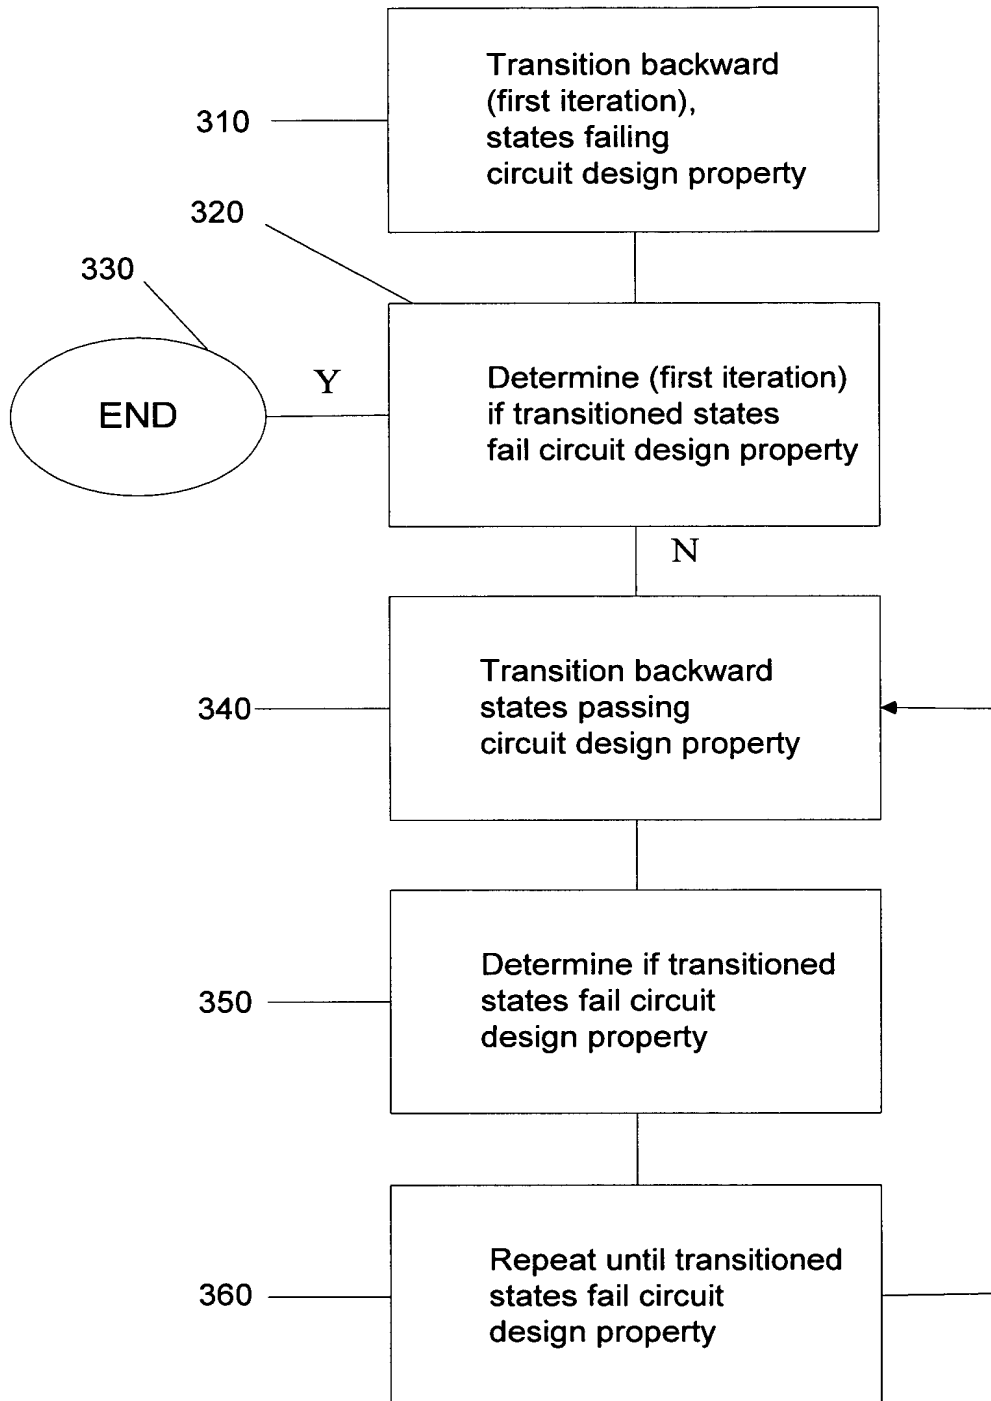 Transition backward
(first iteration),
states failing
circuit design property
310
320
330
END
Y
Determine (first iteration)
if transitioned states
fail circuit design property
N
Transition backward
states passing
circuit design property
340
Determine if transitioned
states fail circuit
design property
350
Repeat until transitioned
states fail circuit
design property
360